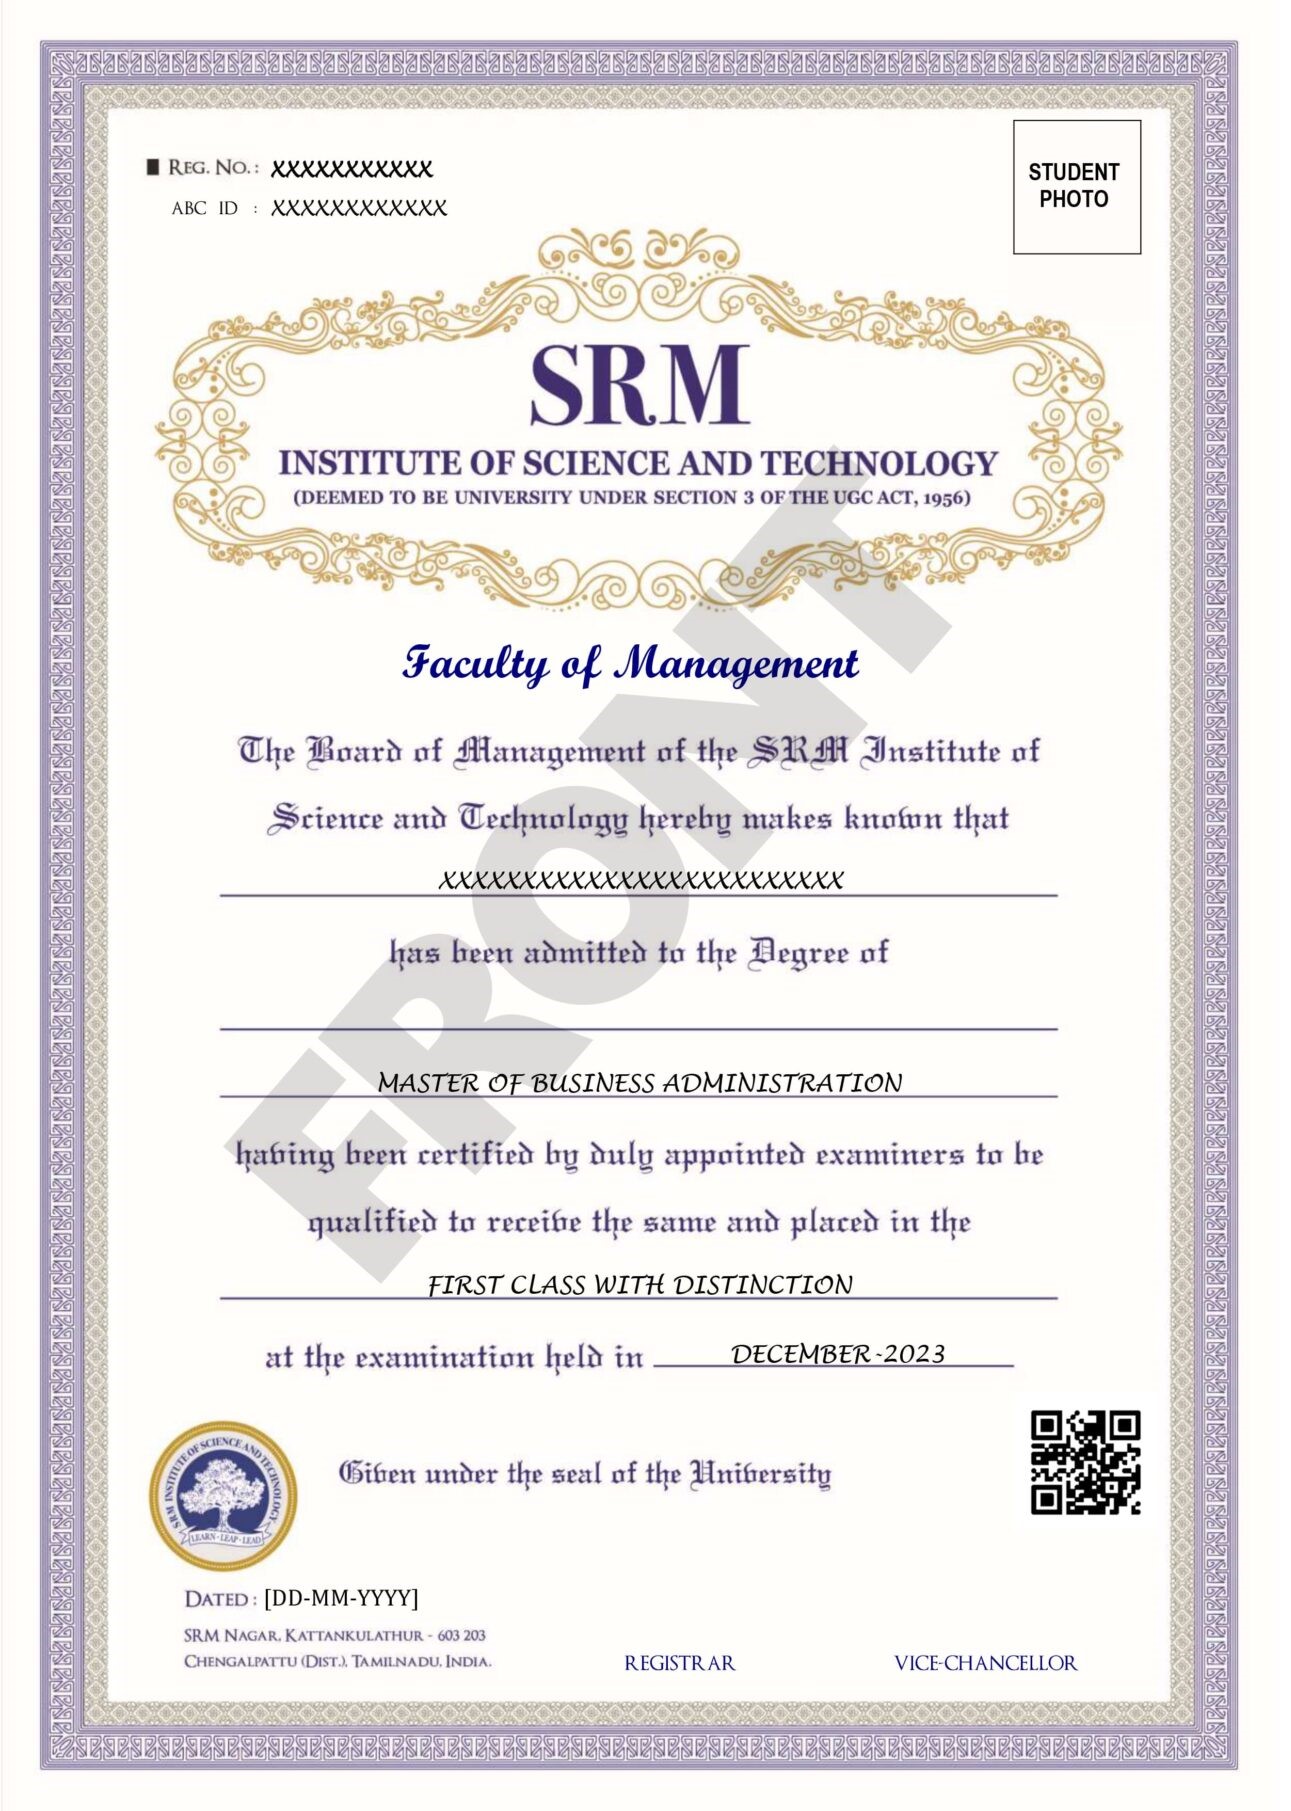 REG. NO. : XXXXXXXXXXX
ABC ID : XXXXXXXXXXXX
STUDENT
PHOTO
SRM
INSTITUTE OF SCIENCE AND TECHNOLOGY
(DEEMED TO BE UNIVERSITY UNDER SECTION 3 OF THE UGC ACT, 1956)
Faculty of Management
The Board of Management of the SRM Institute of
Science and Technology hereby makes known that
XXXXXXXXXXXXXXXXXXXXXXXX
has been admitted to the Degree of
MASTER OF BUSINESS ADMINISTRATION
having been certified by duly appointed examiners to be
qualified to receive the same and placed in the
FIRST CLASS WITH DISTINCTION
at the examination held in DECEMBER-2023
FRONT
SRM INSTITUTE OF SCIENCE AND TECHNOLOGY
LEARN - LEAP - LEAD
Given under the seal of the University
DATED : [DD-MM-YYYY]
SRM NAGAR, KATTANKULATHUR - 603 203
CHENGALPATTU (DIST.), TAMILNADU, INDIA.
REGISTRAR
VICE-CHANCELLOR